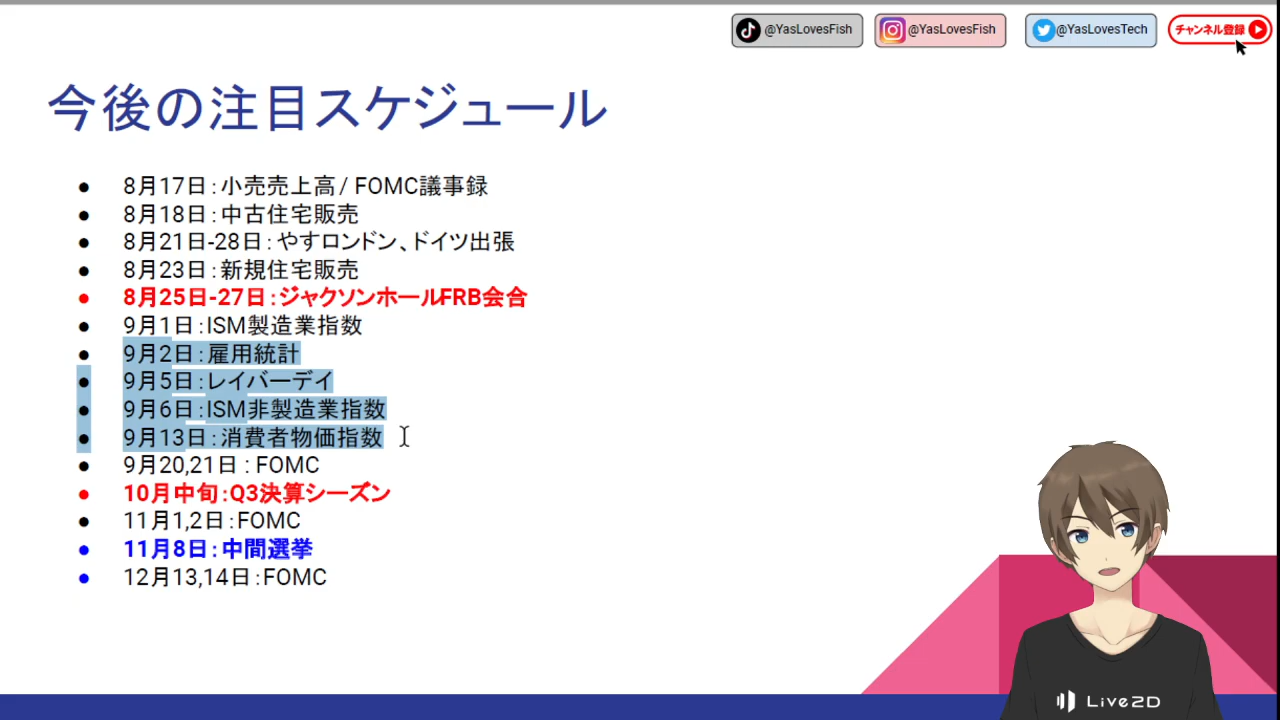 @YasLovesFish
@YasLovesFish
@YasLovesTech
チャンネル登録
今後の注目スケジュール
● 8月17日：小売売上高/ FOMC議事録
● 8月18日：中古住宅販売
● 8月21日-28日：やすロンドン、ドイツ出張
● 8月23日：新規住宅販売
● 8月25日-27日：ジャクソンホールFRB会合
● 9月1日：ISM製造業指数
● 9月2日：雇用統計
● 9月5日：レイバーデイ
● 9月6日：ISM非製造業指数
● 9月13日：消費者物価指数
● 9月20,21日：FOMC
● 10月中旬：Q3決算シーズン
● 11月1,2日：FOMC
● 11月8日：中間選挙
● 12月13,14日：FOMC
Live2D